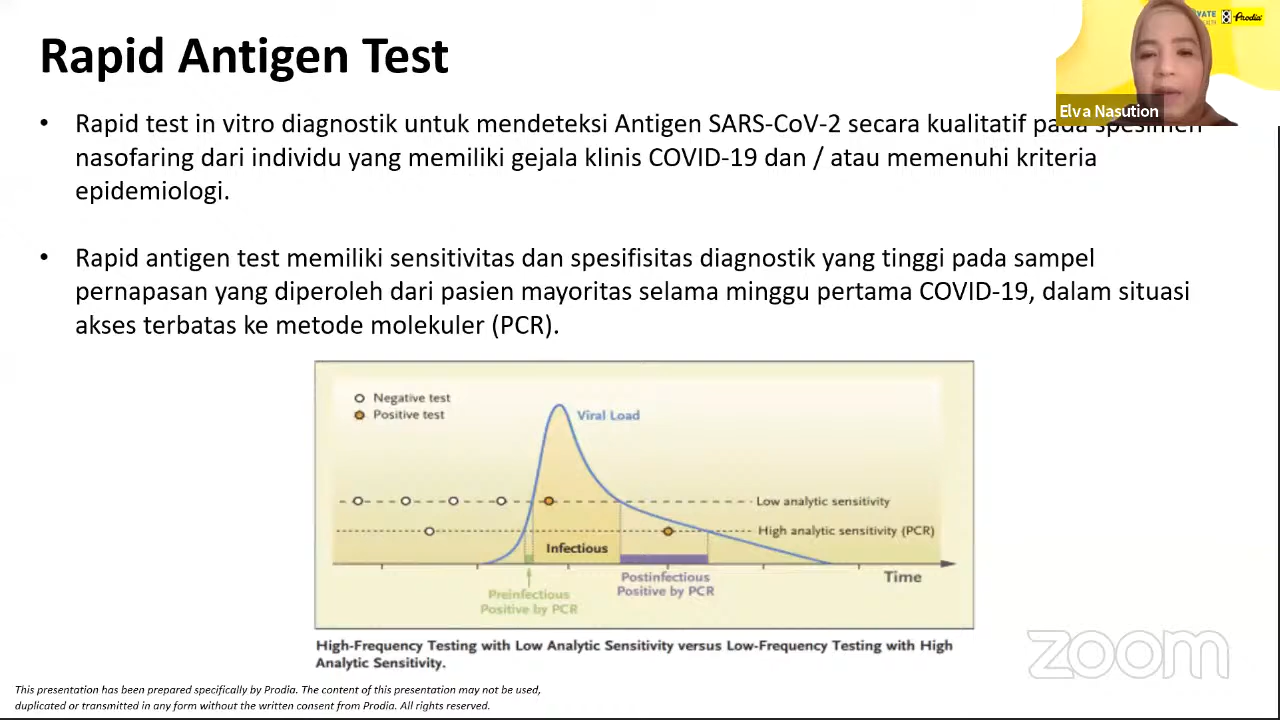 Rapid Antigen Test
VATE
Prodia
Elva Nasution
• Rapid test in vitro diagnostik untuk mendeteksi Antigen SARS-CoV-2 secara kualitatif pada spesimen
nasofaring dari individu yang memiliki gejala klinis COVID-19 dan / atau memenuhi kriteria
epidemiologi.
• Rapid antigen test memiliki sensitivitas dan spesifisitas diagnostik yang tinggi pada sampel
pernapasan yang diperoleh dari pasien mayoritas selama minggu pertama COVID-19, dalam situasi
akses terbatas ke metode molekuler (PCR).
Negative test
Positive test
Viral Load
Low analytic sensitivity
High analytic sensitivity (PCR)
Infectious
Time
Preinfectious
Positive by PCR
Postinfectious
Positive by PCR
High-Frequency Testing with Low Analytic Sensitivity versus Low-Frequency Testing with High
Analytic Sensitivity.
zoom
This presentation has been prepared specifically by Prodia. The content of this presentation may not be used,
duplicated or transmitted in any form without the written consent from Prodia. All rights reserved.